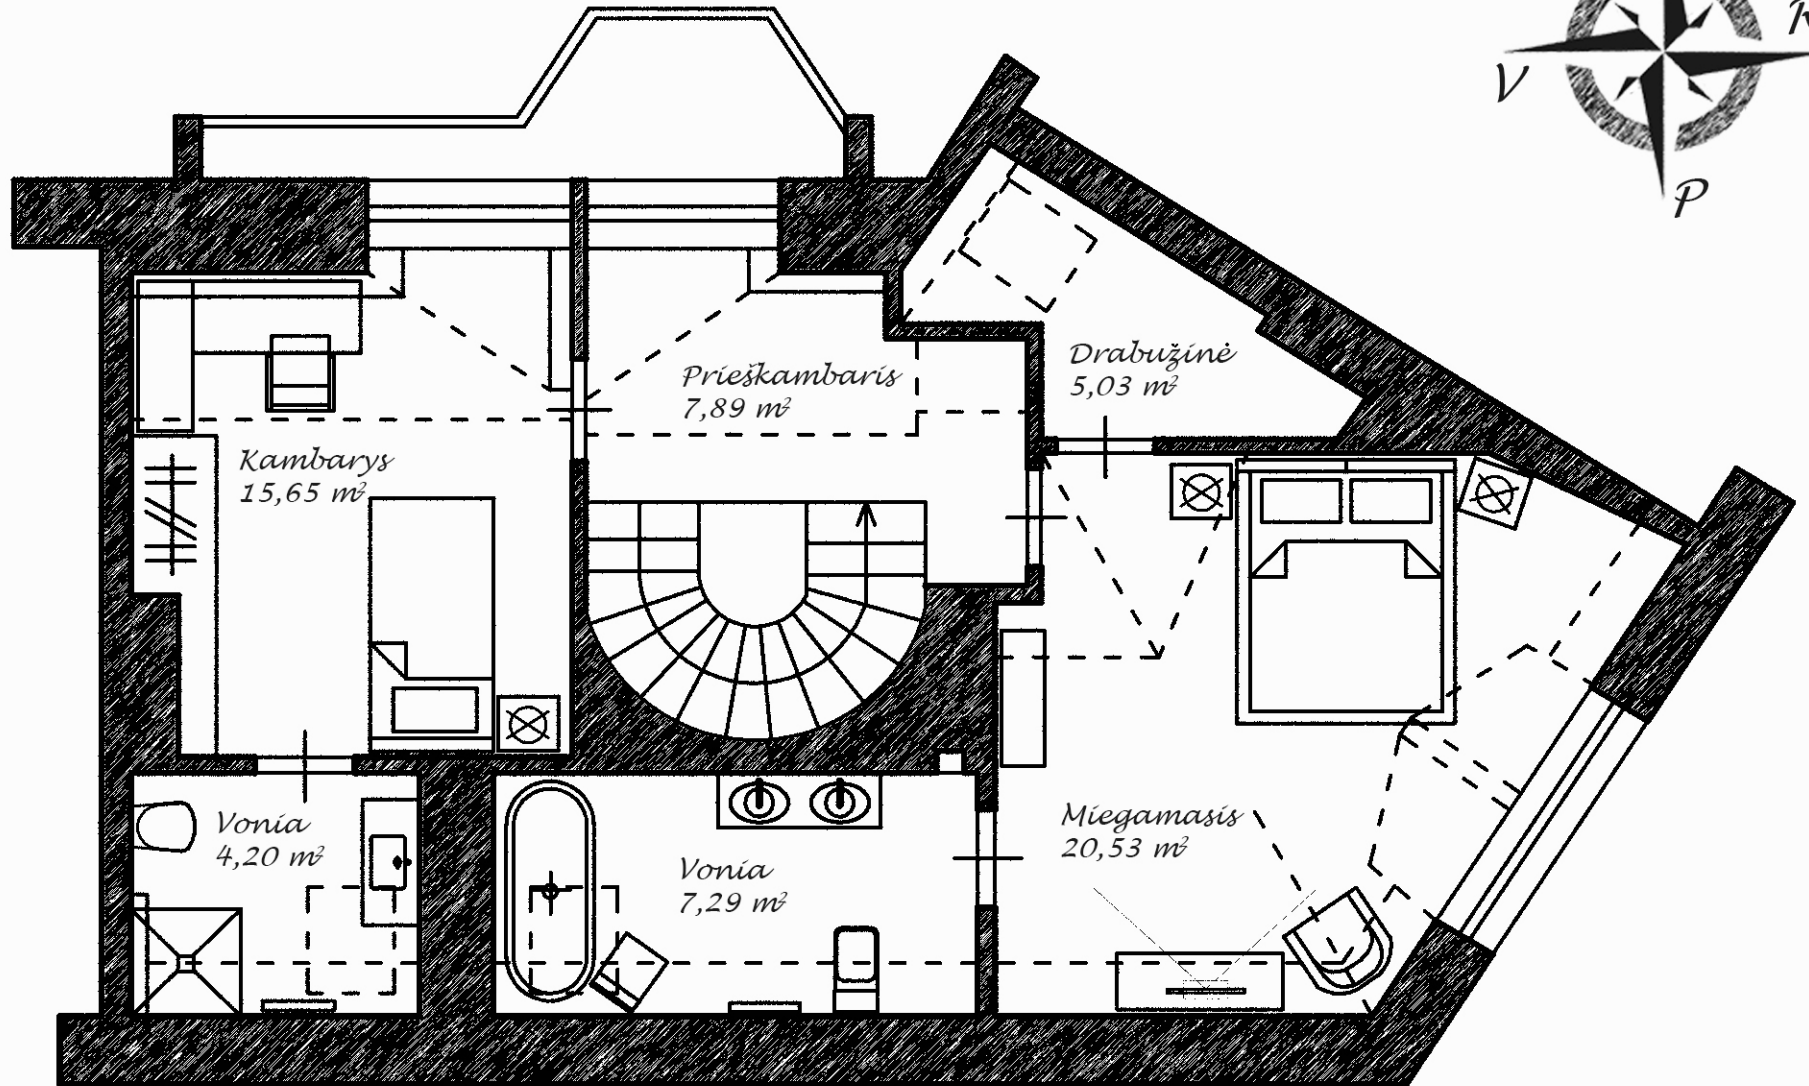 V
P
Prieškambaris
7,89 m²
Drabužinė
5,03 m²
Kambarys
15,65 m²
Vonia
4,20 m²
Vonia
7,29 m²
Miegamasis
20,53 m²